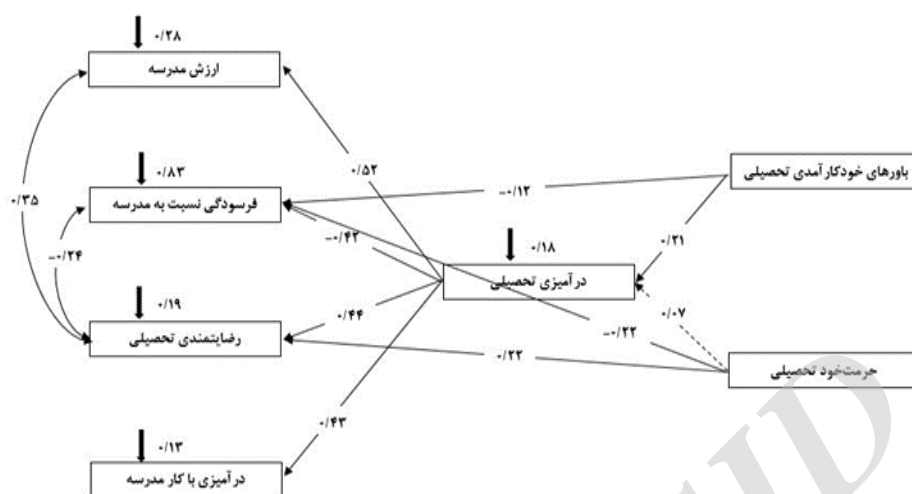 ۰/۲۸
ارزش مدرسه
۰/۵۲
باورهای خودکارآمدی تحصیلی
۰/۸۳
-۰/۱۲
فرسودگی نسبت به مدرسه
۰/۳۵
-۰/۴۲
۰/۲۱
۰/۱۸
-۰/۲۴
درآمیزی تحصیلی
۰/۱۹
۰/۴۴
۰/۰۷
رضایتمندی تحصیلی
-۰/۲۲
۰/۲۲
حرمت‌خود تحصیلی
۰/۴۳
۰/۱۳
درآمیزی با کار مدرسه